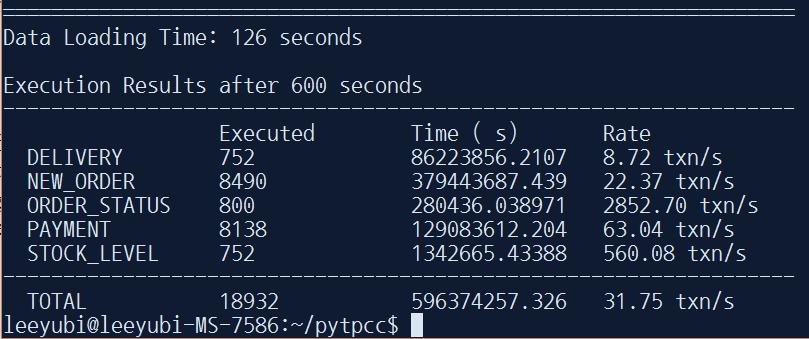 ==================================================================
Data Loading Time: 126 seconds
Execution Results after 600 seconds
------------------------------------------------------------------
Executed Time ( s) Rate
DELIVERY 752 86223856.2107 8.72 txn/s
NEW_ORDER 8490 379443687.439 22.37 txn/s
ORDER_STATUS 800 280436.038971 2852.70 txn/s
PAYMENT 8138 129083612.204 63.04 txn/s
STOCK_LEVEL 752 1342665.43388 560.08 txn/s
------------------------------------------------------------------
TOTAL 18932 596374257.326 31.75 txn/s
leeyubi@leeyubi-MS-7586:~/pytpcc$